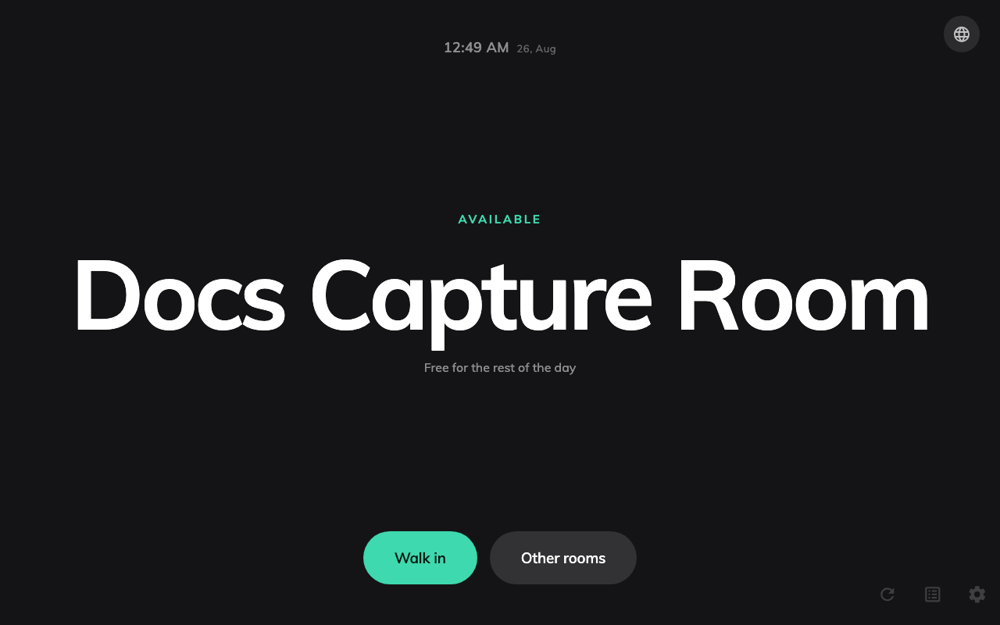 12:49 AM 26, Aug
AVAILABLE
Docs Capture Room
Free for the rest of the day
Walk in
Other rooms